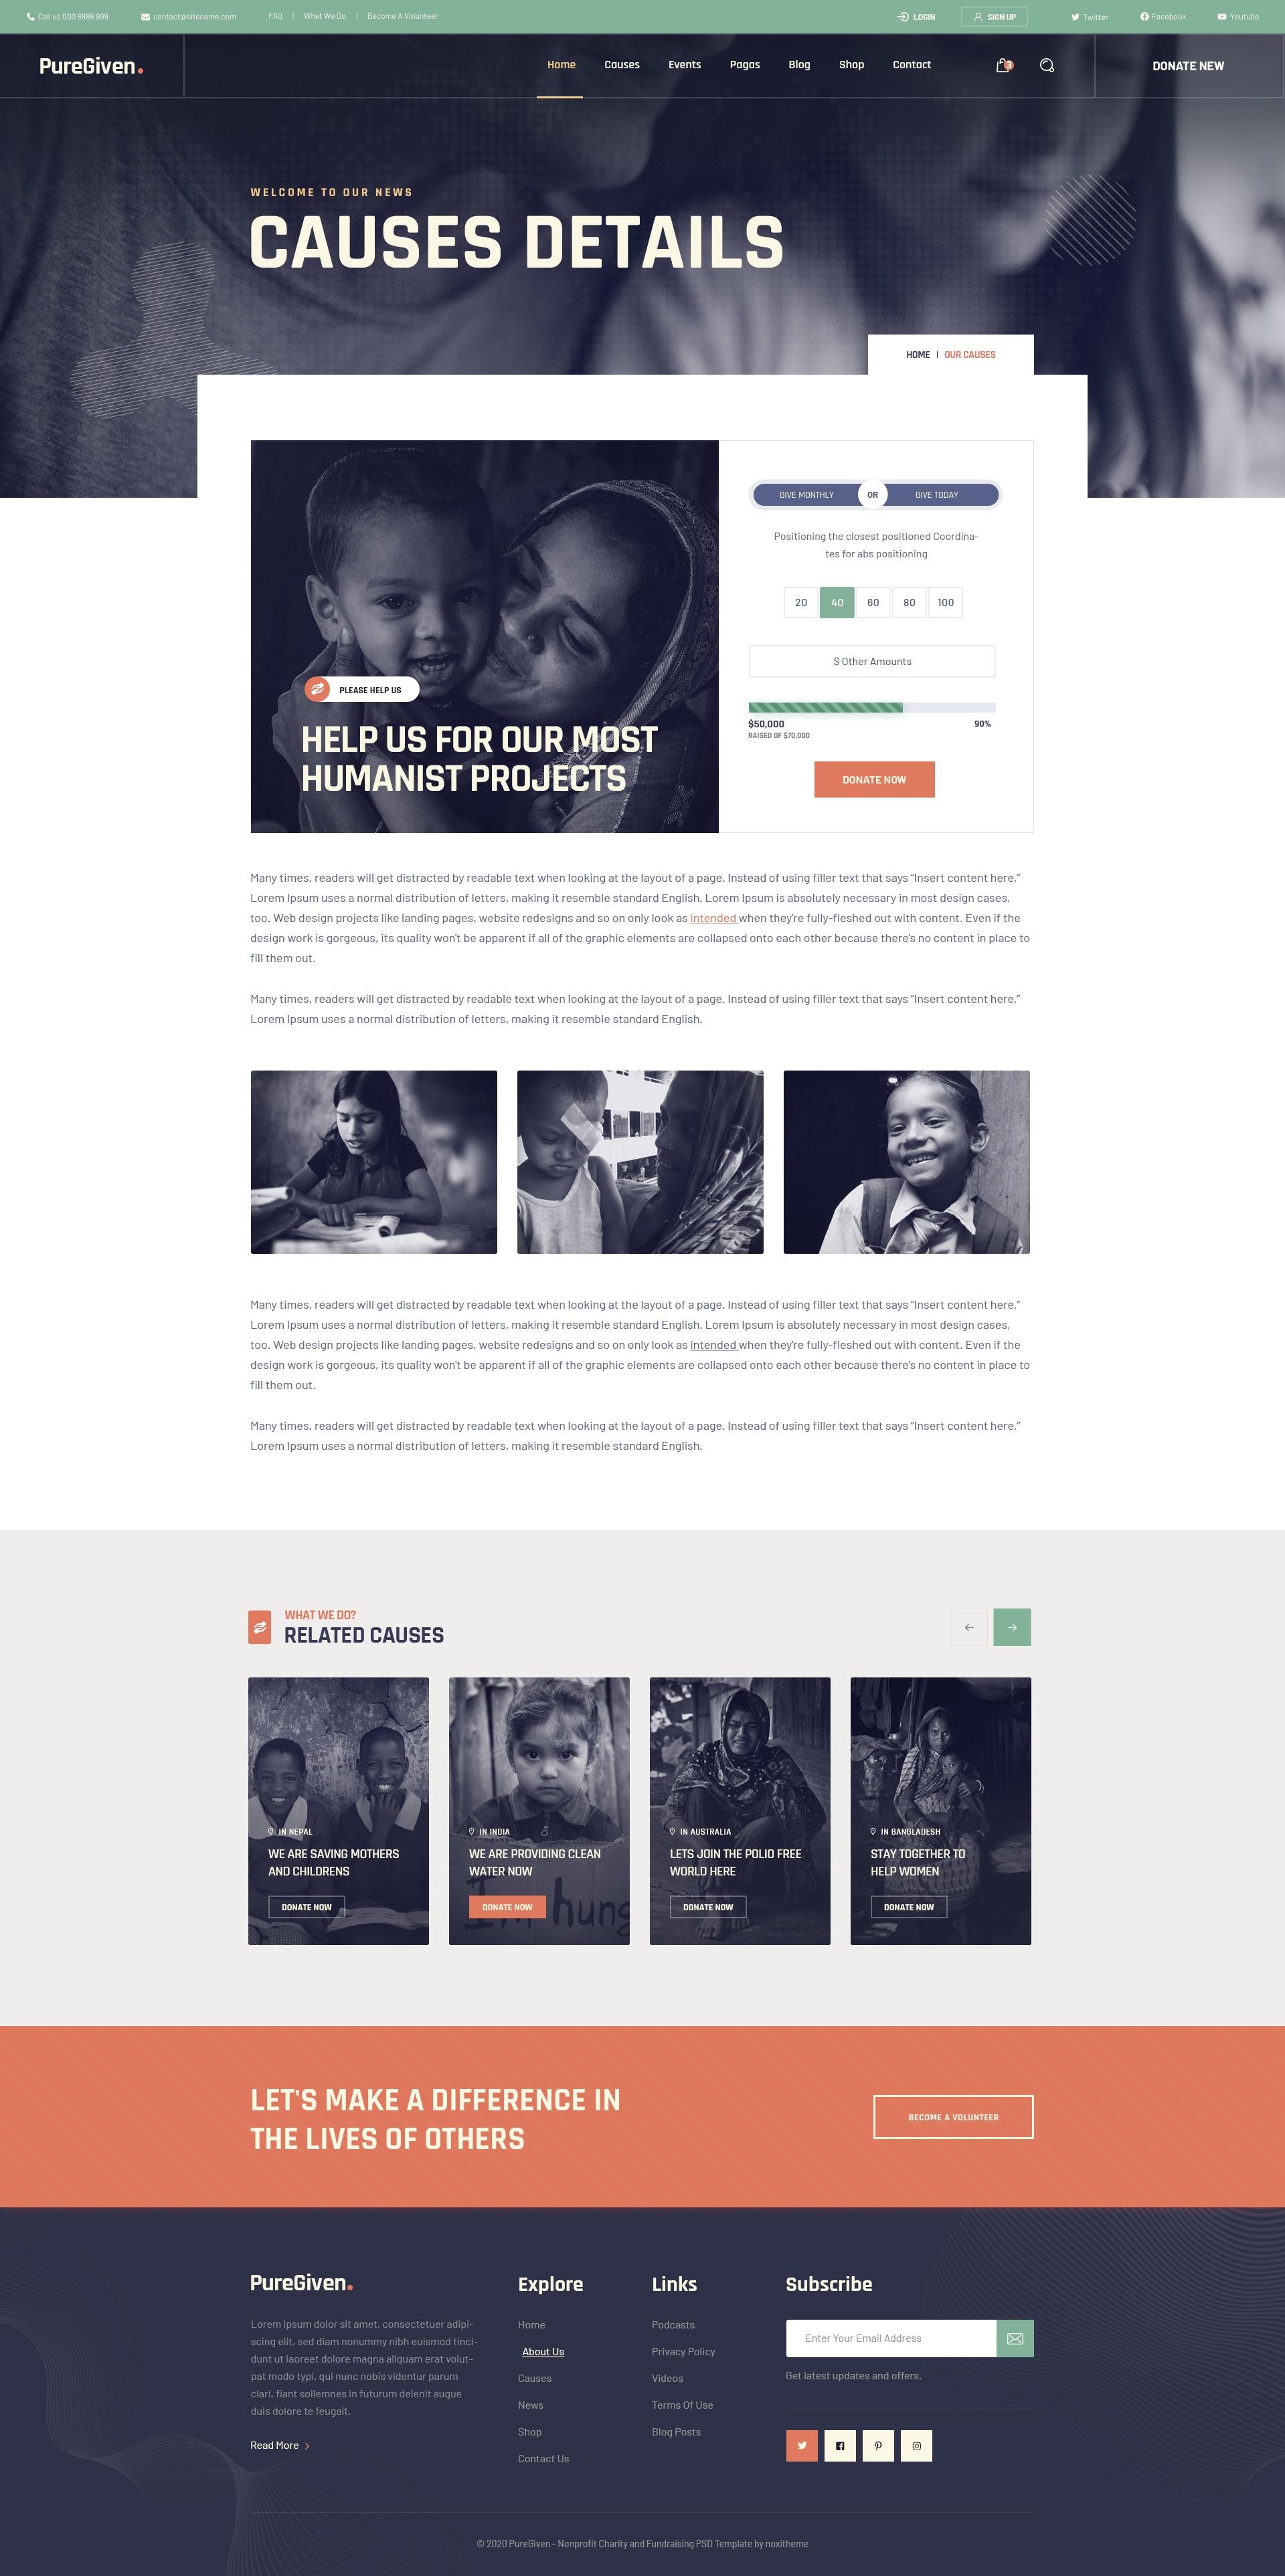 Call us 000 8888 999
contact@sitename.com
FAQ | What We Do | Become A Volunteer
LOGIN
SIGN UP
Twitter
Facebook
Youtube
PureGiven.
Home
Causes
Events
Pagas
Blog
Shop
Contact
3
DONATE NEW
WELCOME TO OUR NEWS
CAUSES DETAILS
HOME | OUR CAUSES
PLEASE HELP US
HELP US FOR OUR MOST
HUMANIST PROJECTS
GIVE MONTHLY OR GIVE TODAY
Positioning the closest positioned Coordina-
tes for abs positioning
20 40 60 80 100
$ Other Amounts
$50,000 90%
RAISED OF $70,000
DONATE NOW
Many times, readers will get distracted by readable text when looking at the layout of a page. Instead of using filler text that says “Insert content here,”
Lorem Ipsum uses a normal distribution of letters, making it resemble standard English. Lorem Ipsum is absolutely necessary in most design cases,
too. Web design projects like landing pages, website redesigns and so on only look as intended when they're fully-fleshed out with content. Even if the
design work is gorgeous, its quality won't be apparent if all of the graphic elements are collapsed onto each other because there's no content in place to
fill them out.
Many times, readers will get distracted by readable text when looking at the layout of a page. Instead of using filler text that says “Insert content here,”
Lorem Ipsum uses a normal distribution of letters, making it resemble standard English.
Many times, readers will get distracted by readable text when looking at the layout of a page. Instead of using filler text that says “Insert content here,”
Lorem Ipsum uses a normal distribution of letters, making it resemble standard English. Lorem Ipsum is absolutely necessary in most design cases,
too. Web design projects like landing pages, website redesigns and so on only look as intended when they're fully-fleshed out with content. Even if the
design work is gorgeous, its quality won't be apparent if all of the graphic elements are collapsed onto each other because there's no content in place to
fill them out.
Many times, readers will get distracted by readable text when looking at the layout of a page. Instead of using filler text that says “Insert content here,”
Lorem Ipsum uses a normal distribution of letters, making it resemble standard English.
WHAT WE DO?
RELATED CAUSES
IN NEPAL
WE ARE SAVING MOTHERS
AND CHILDRENS
DONATE NOW
IN INDIA
WE ARE PROVIDING CLEAN
WATER NOW
DONATE NOW
I'm hung
IN AUSTRALIA
LETS JOIN THE POLIO FREE
WORLD HERE
DONATE NOW
IN BANGLADESH
STAY TOGETHER TO
HELP WOMEN
DONATE NOW
LET'S MAKE A DIFFERENCE IN
THE LIVES OF OTHERS
BECOME A VOLUNTEER
PureGiven.
Lorem ipsum dolor sit amet, consectetuer adipi-
scing elit, sed diam nonummy nibh euismod tinci-
dunt ut laoreet dolore magna aliquam erat volut-
pat modo typi, qui nunc nobis videntur parum
clari, fiant sollemnes in futurum delenit augue
duis dolore te feugait.
Read More
Explore
Home
About Us
Causes
News
Shop
Contact Us
Links
Podcasts
Privacy Policy
Videos
Terms Of Use
Blog Posts
Subscribe
Enter Your Email Address
Get latest updates and offers.
© 2020 PureGiven - Nonprofit Charity and Fundraising PSD Template by noxitheme